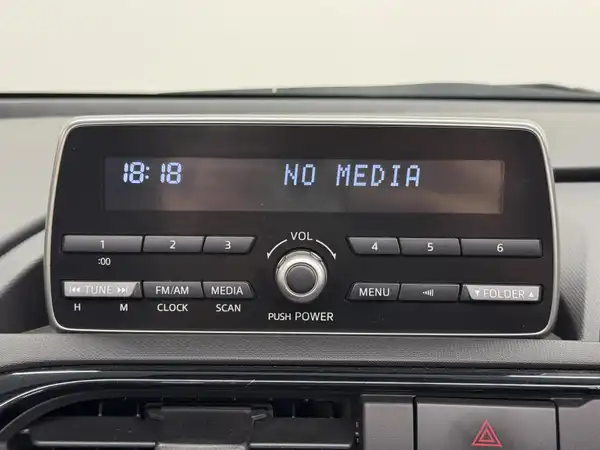 18:18 NO MEDIA
VOL
1 2 3 4 5 6
:00
TUNE FM/AM MEDIA MENU FOLDER
H M CLOCK SCAN
PUSH POWER